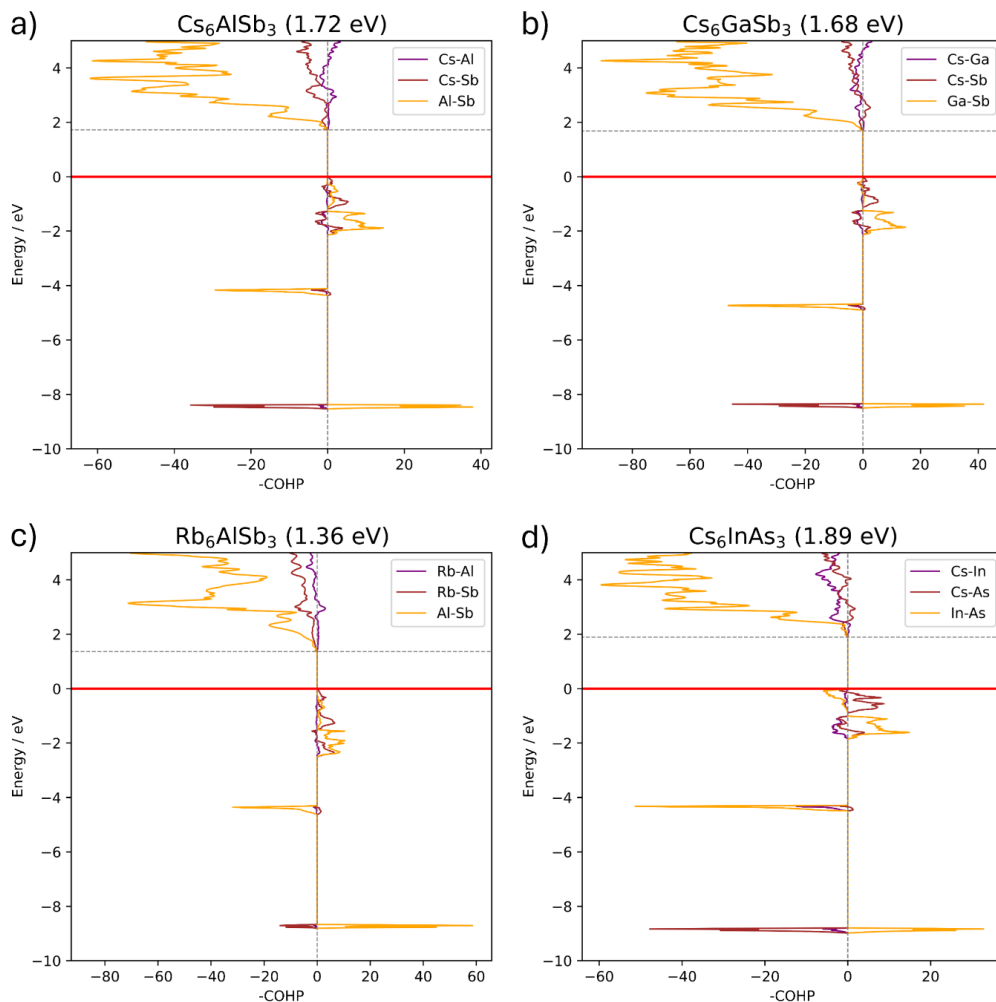 a)
Cs₆AlSb₃ (1.72 eV)
Cs-Al
Cs-Sb
Al-Sb
4
2
0
−2
−4
−6
−8
−10
Energy / eV
−60
−40
−20
0
20
40
-COHP
b)
Cs₆GaSb₃ (1.68 eV)
Cs-Ga
Cs-Sb
Ga-Sb
4
2
0
−2
−4
−6
−8
−10
Energy / eV
−80
−60
−40
−20
0
20
40
-COHP
c)
Rb₆AlSb₃ (1.36 eV)
Rb-Al
Rb-Sb
Al-Sb
4
2
0
−2
−4
−6
−8
−10
Energy / eV
−80
−60
−40
−20
0
20
40
60
-COHP
d)
Cs₆InAs₃ (1.89 eV)
Cs-In
Cs-As
In-As
4
2
0
−2
−4
−6
−8
−10
Energy / eV
−60
−40
−20
0
20
-COHP